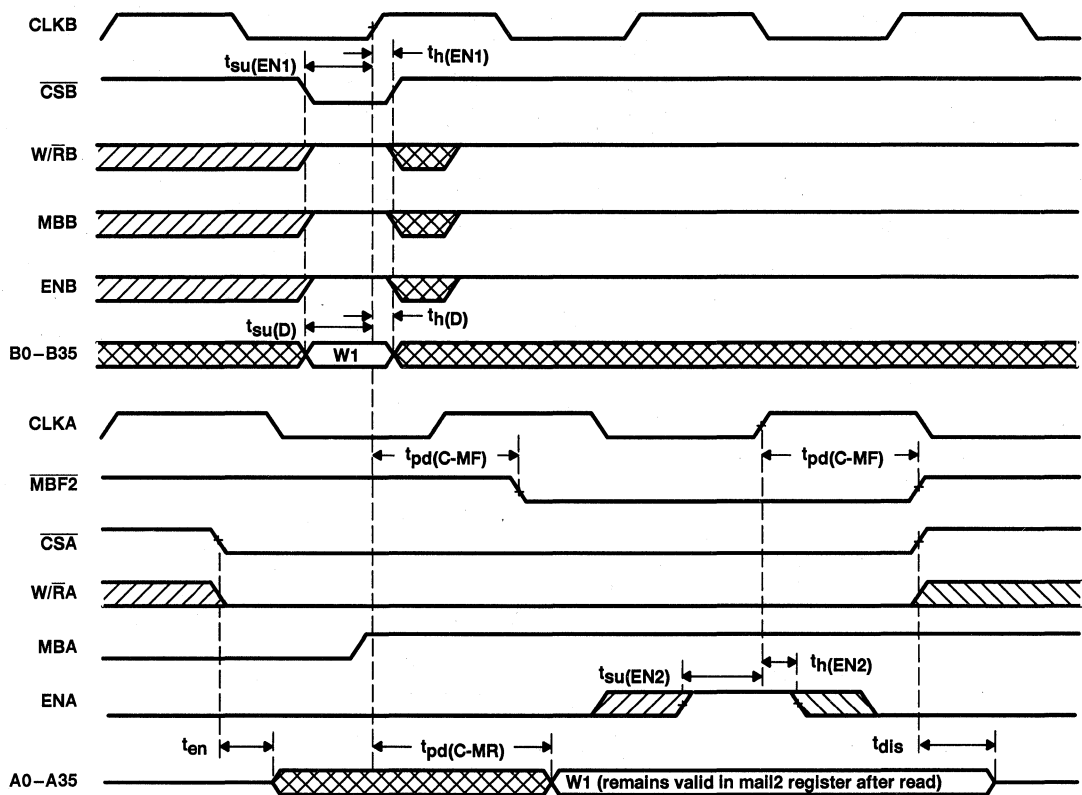 CLKB
tsu(EN1)
th(EN1)
CSB
W/RB
MBB
ENB
tsu(D)
th(D)
B0–B35
W1
CLKA
tpd(C-MF)
tpd(C-MF)
MBF2
CSA
W/RA
MBA
tsu(EN2)
th(EN2)
ENA
ten
tpd(C-MR)
tdis
A0–A35
W1 (remains valid in mail2 register after read)